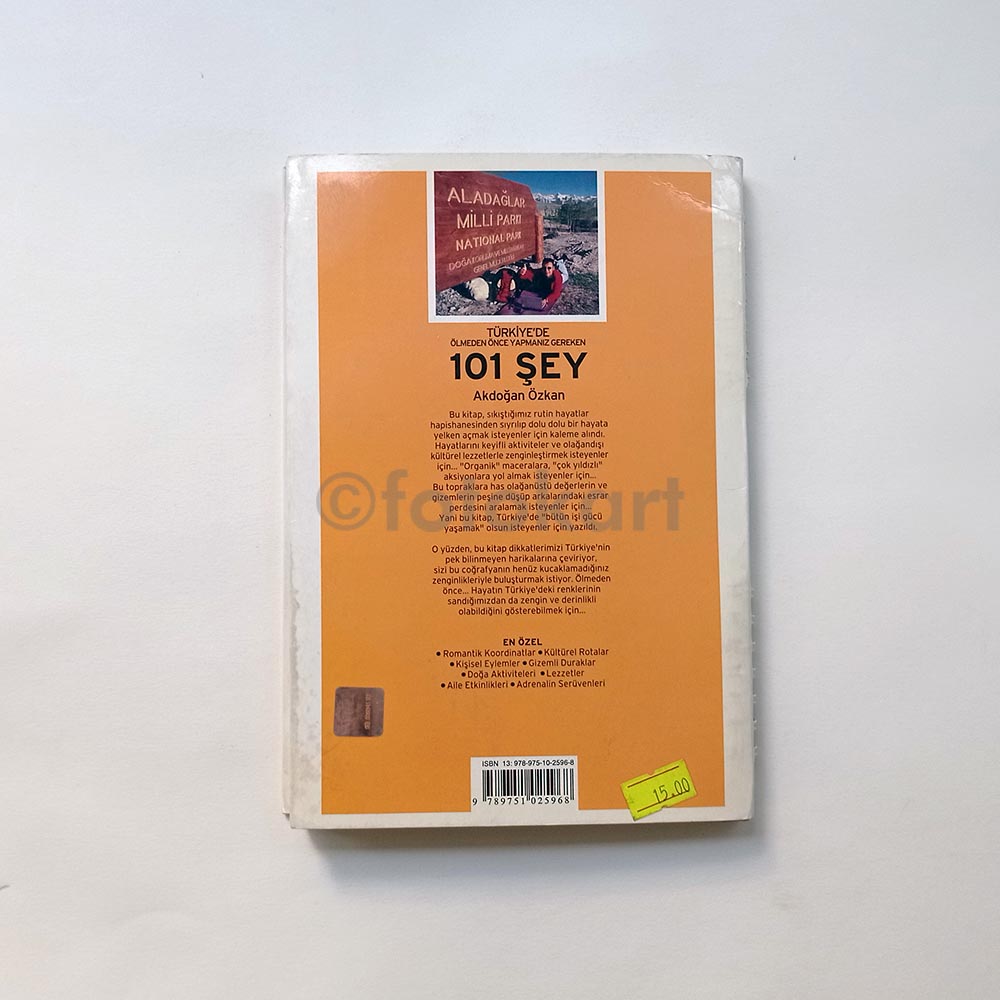 ALADAĞLAR
MİLLİ PARKI
NATIONAL PARK
TÜRKİYE'DE
ÖLMEDEN ÖNCE YAPMANIZ GEREKEN
101 ŞEY
Akdoğan Özkan
Bu kitap, sıkıştığımız rutin hayatlar
hapishanesinden sıyrılıp dolu dolu bir hayata
yelken açmak isteyenler için kaleme alındı.
Hayatlarını keyifli aktiviteler ve olağandışı
kültürel lezzetlerle zenginleştirmek isteyenler
için... "Organik" maceralara, "çok yıldızlı"
aksiyonlara yol almak isteyenler için...
Bu topraklara has olağanüstü değerlerin ve
gizemlerin peşine düşüp arkalarındaki esrar
perdesini aralamak isteyenler için...
Yani bu kitap, Türkiye'de "bütün işi gücü
yaşamak" olsun isteyenler için yazıldı.
O yüzden, bu kitap dikkatlerimizi Türkiye'nin
pek bilinmeyen harikalarına çeviriyor,
sizi bu coğrafyanın henüz kucaklamadığınız
zenginlikleriyle buluşturmak istiyor. Ölmeden
önce... Hayatın Türkiye'deki renklerinin
sandığımızdan da zengin ve derinlikli
olabildiğini gösterebilmek için...
EN ÖZEL
• Romantik Koordinatlar • Kültürel Rotalar
• Kişisel Eylemler • Gizemli Duraklar
• Doğa Aktiviteleri • Lezzetler
• Aile Etkinlikleri • Adrenalin Serüvenleri
ISBN 13: 978-975-10-2596-8
9 789751 025968
15.00